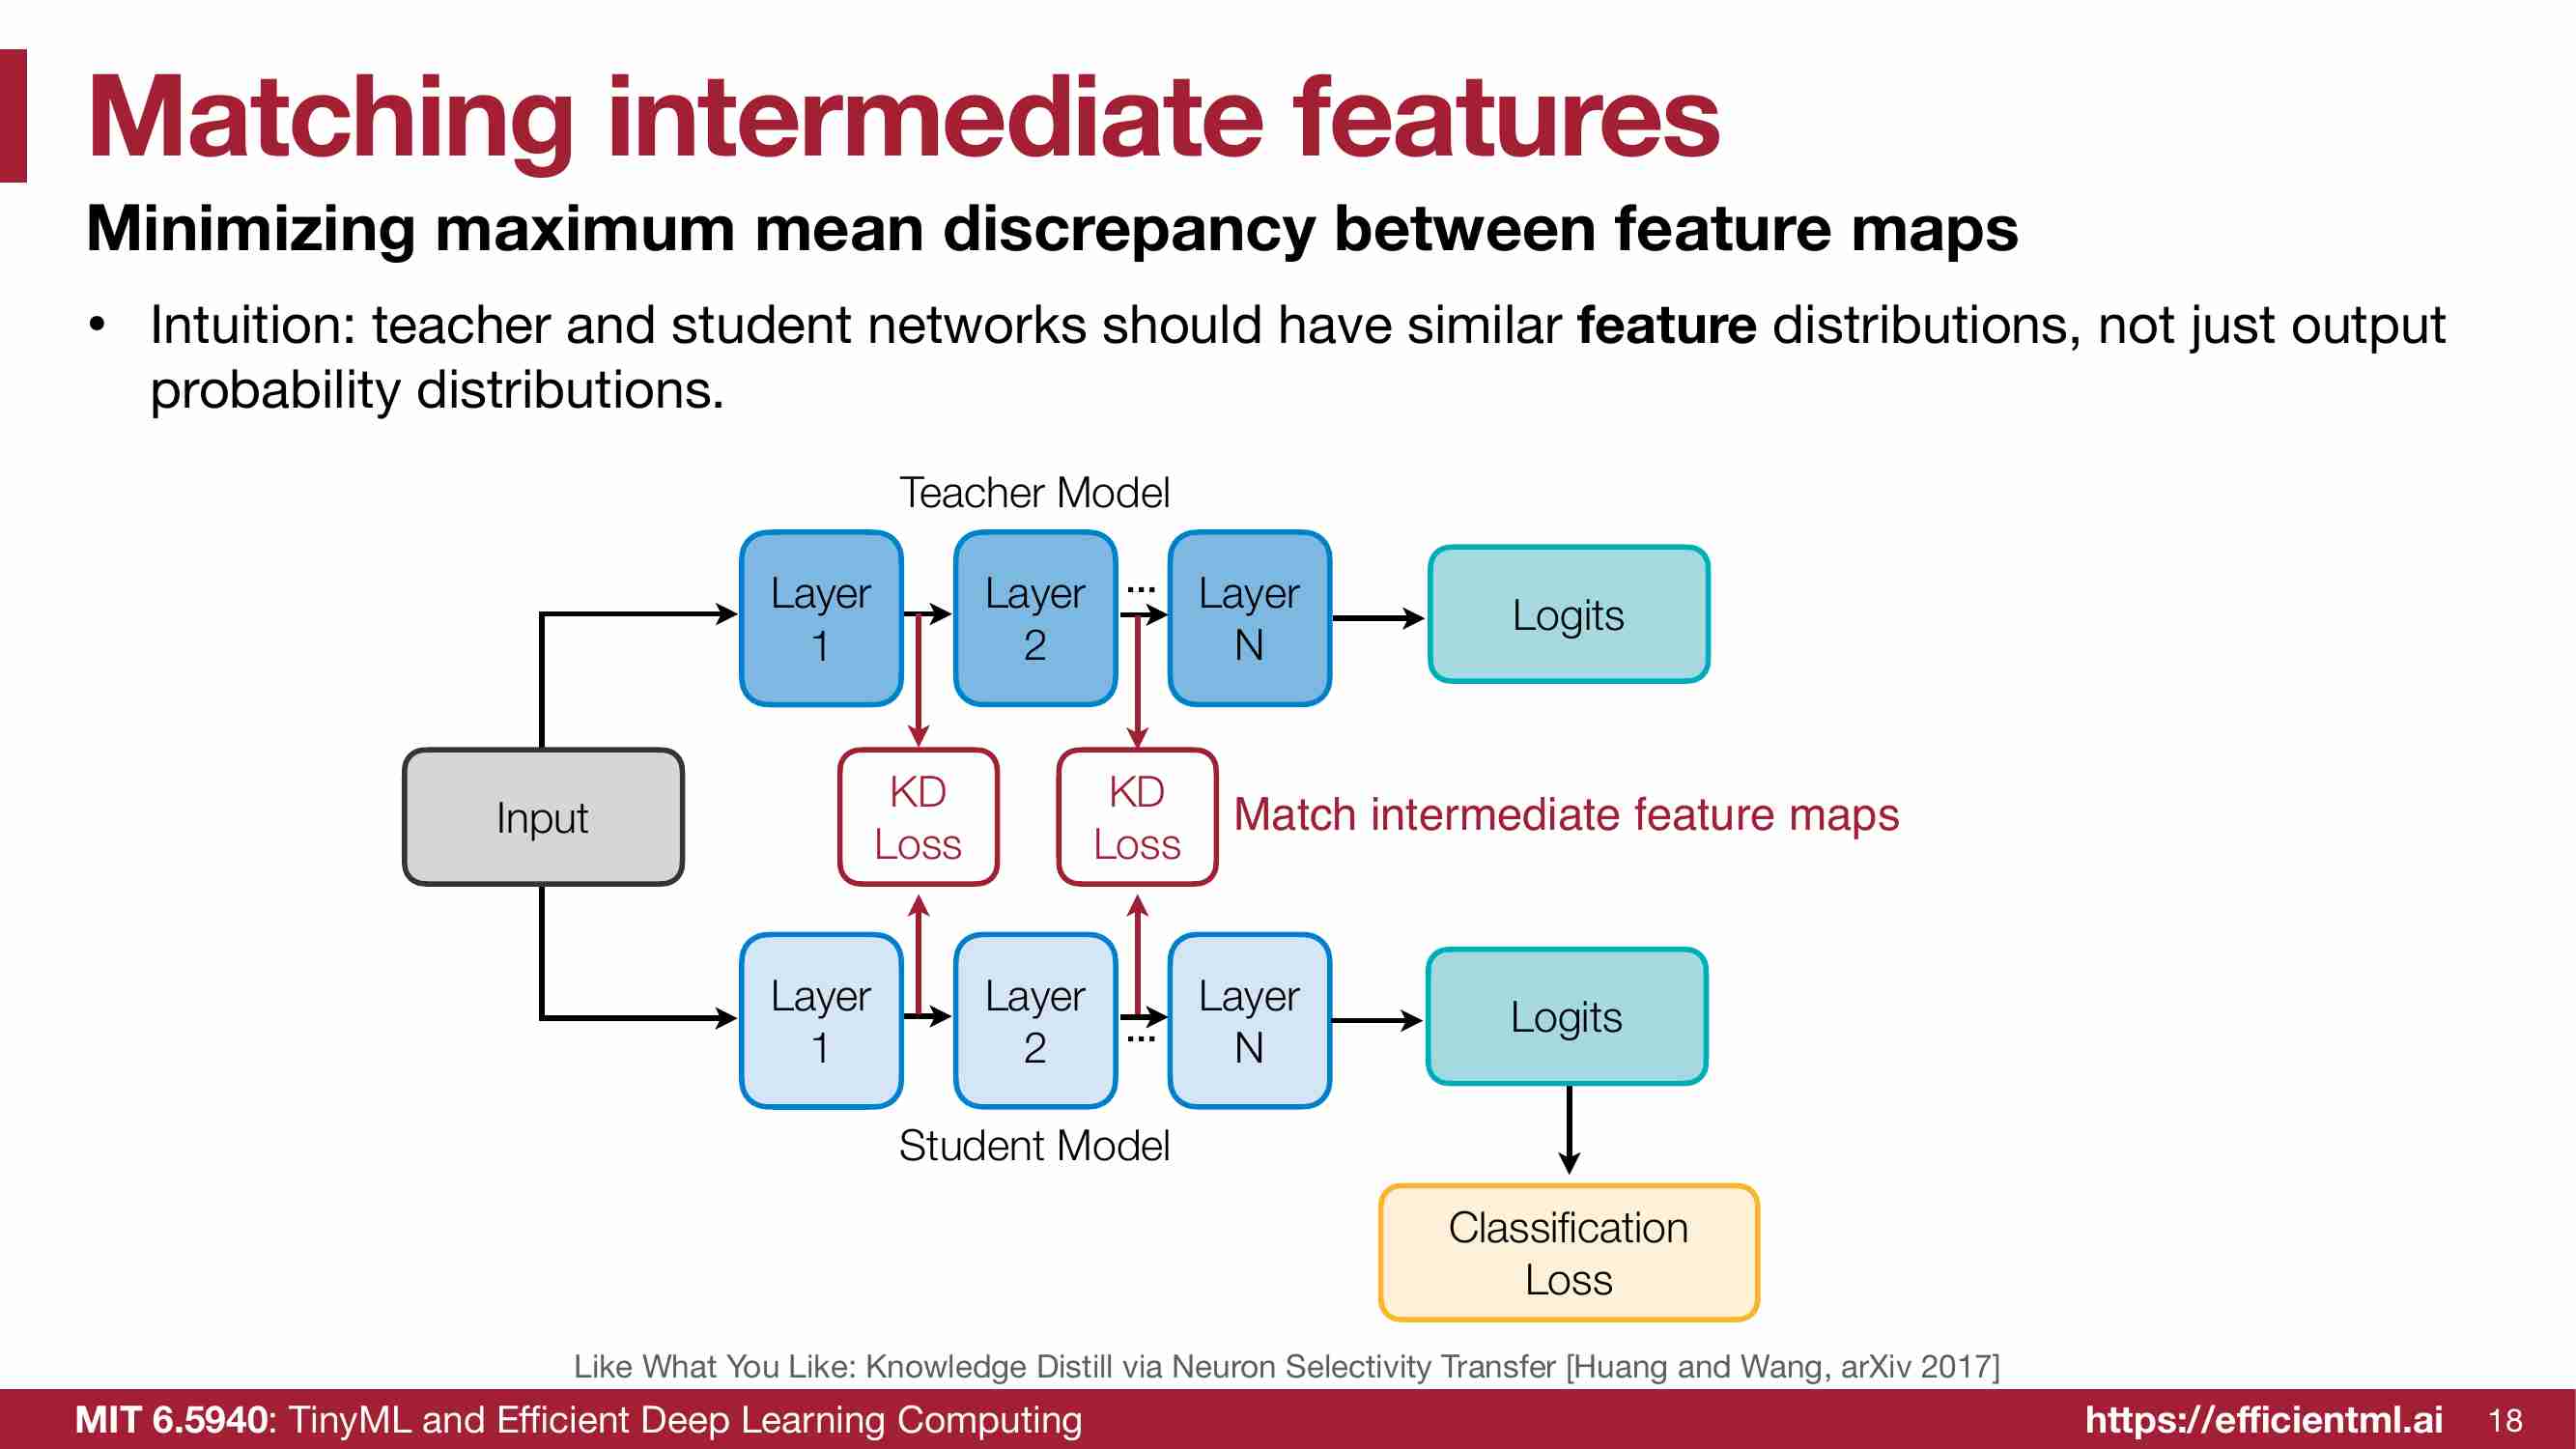 Matching intermediate features
Minimizing maximum mean discrepancy between feature maps
• Intuition: teacher and student networks should have similar feature distributions, not just output
probability distributions.
Teacher Model
Layer
1
Layer
2
...
Layer
N
Logits
Input
KD
Loss
KD
Loss
Match intermediate feature maps
Layer
1
Layer
2
...
Layer
N
Logits
Student Model
Classification
Loss
Like What You Like: Knowledge Distill via Neuron Selectivity Transfer [Huang and Wang, arXiv 2017]
MIT 6.5940: TinyML and Efficient Deep Learning Computing
https://efficientml.ai
18